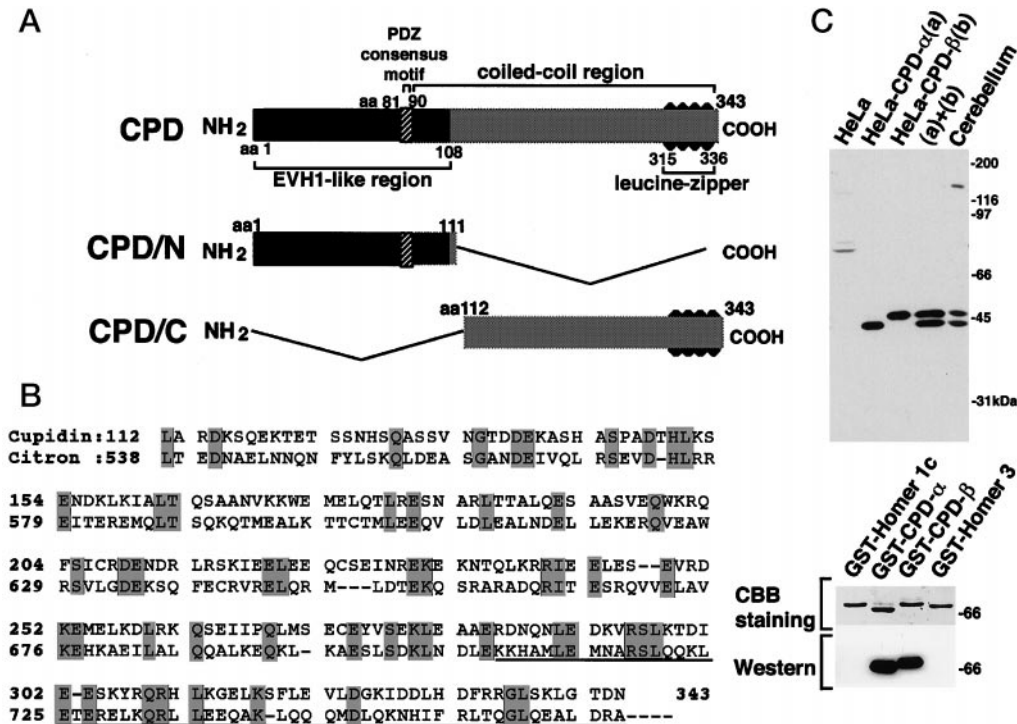 A
PDZ
consensus
motif
coiled-coil region
aa 81 90
343
CPD NH2 COOH
aa 1 108 315 336
EVH1-like region leucine-zipper
aa1 111
CPD/N NH2 COOH
aa112 343
CPD/C NH2 COOH
B
Cupidin:112 LA RDKSQEKTET SSNHSQASSV NGTDDEKASH ASPADTHLKS
Citron :538 LT EDNAELNNQN FYLSKQLDEA SGANDEIVQL RSEVD-HLRR
154 ENDKLKIALT QSAANVKKWE MELQTLRESN ARLTTALQES AASVEQWKRQ
579 EITEREMQLT SQKQTMEALK TTCTMLEEQV LDLEALNDEL LEKERQVEAW
204 FSICRDENDR LRSKIEELEE QCSEINREKE KNTQLKRRIE ELES--EVRD
629 RSVLGDEKSQ FECRVRELQR M---LDTEKQ SRARADQRIT ESRQVVELAV
252 KEMELKDLRK QSEIIPQLMS ECEYVSEKLE AAERDNQNLE DKVRSLKTDI
676 KEHKAEILAL QQALKEQKL- KAESLSDKLN DLEKKHAMLE MNARSLQQKL
302 E-ESKYRQRH LKGELKSFLE VLDGKIDDLH DFRRGLSKLG TDN 343
725 ETERELKQRL LEEQAK-LQQ QMDLQKNHIF RLTQGLQEAL DRA----
C
HeLa
HeLa-CPD-α(a)
HeLa-CPD-β(b)
(a)+(b)
Cerebellum
-200
-116
-97
-66
-45
-31kDa
GST-Homer 1c
GST-CPD-α
GST-CPD-β
GST-Homer 3
CBB
staining
-66
Western
-66